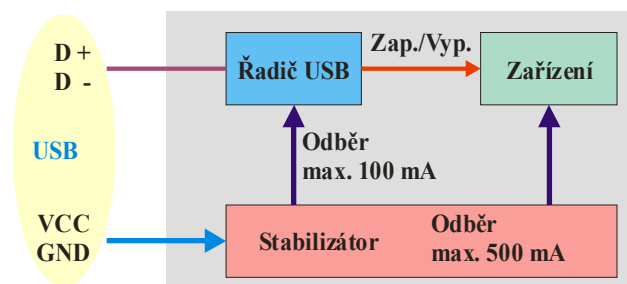 D +
D -
USB
VCC
GND
Řadič USB
Zap./Vyp.
Zařízení
Odběr
max. 100 mA
Stabilizátor
Odběr
max. 500 mA